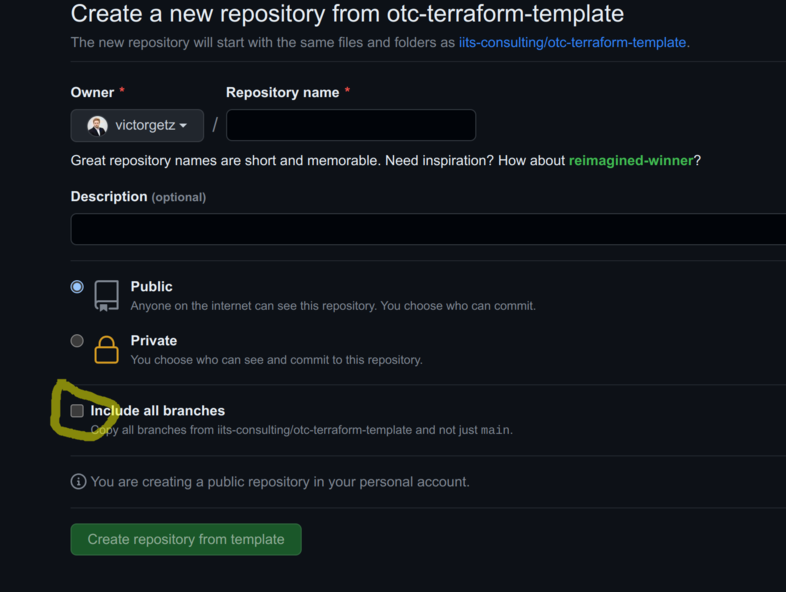 Create a new repository from otc-terraform-template
The new repository will start with the same files and folders as iits-consulting/otc-terraform-template.
Owner * Repository name *
victorgetz /
Great repository names are short and memorable. Need inspiration? How about reimagined-winner?
Description (optional)
Public
Anyone on the internet can see this repository. You choose who can commit.
Private
You choose who can see and commit to this repository.
Include all branches
Copy all branches from iits-consulting/otc-terraform-template and not just main.
You are creating a public repository in your personal account.
Create repository from template